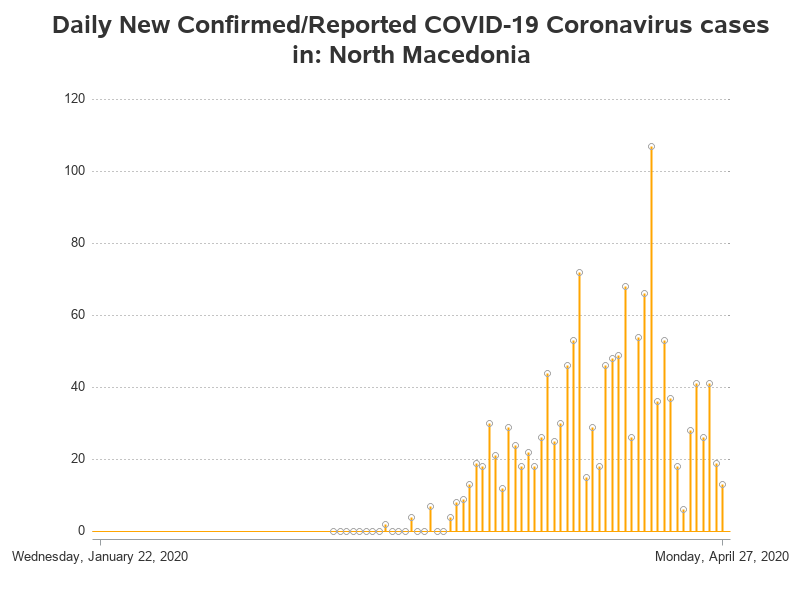 Daily New Confirmed/Reported COVID-19 Coronavirus cases
in: North Macedonia
120
100
80
60
40
20
0
Wednesday, January 22, 2020
Monday, April 27, 2020